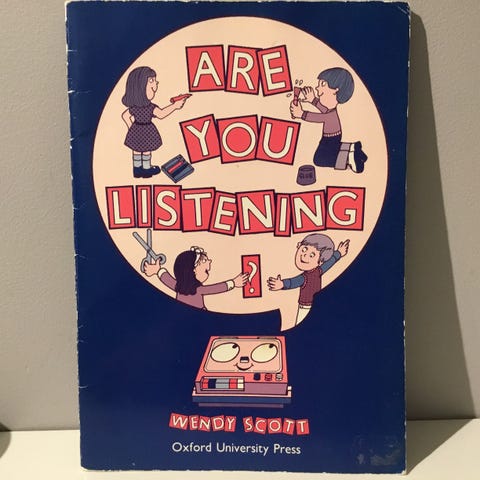 ARE
YOU
LISTENING
?
WENDY SCOTT
Oxford University Press